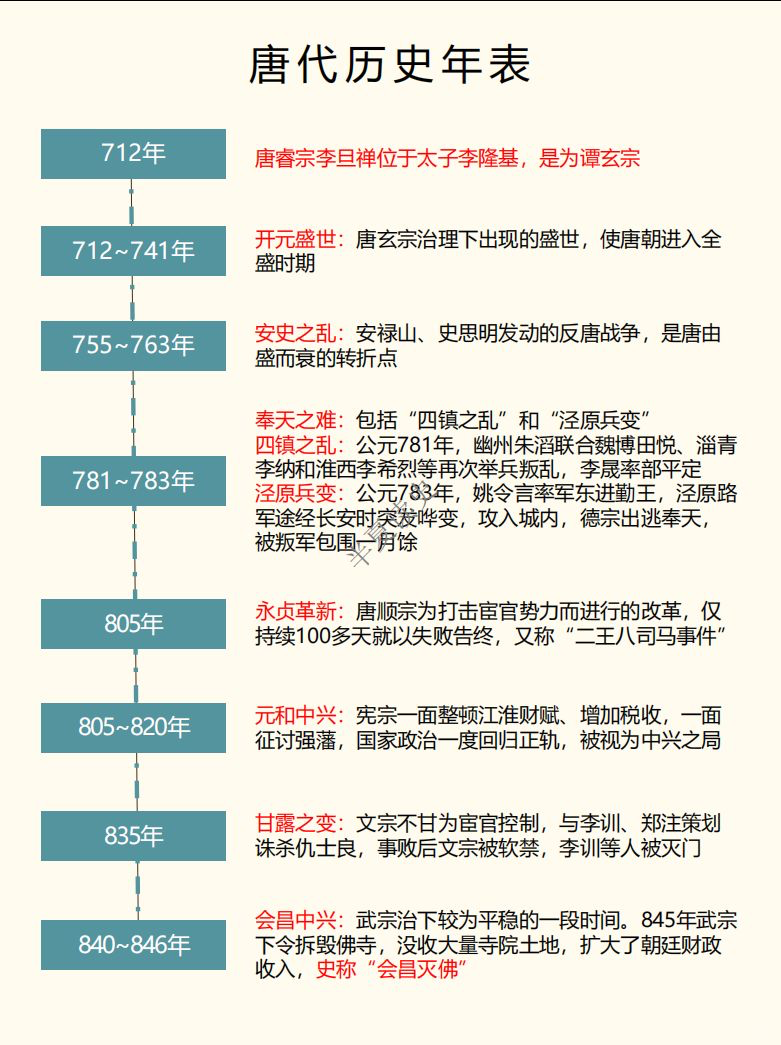 唐代历史年表
712年
唐睿宗李旦禅位于太子李隆基，是为谭玄宗
712~741年
开元盛世：唐玄宗治理下出现的盛世，使唐朝进入全
盛时期
755~763年
安史之乱：安禄山、史思明发动的反唐战争，是唐由
盛而衰的转折点
781~783年
奉天之难：包括“四镇之乱”和“泾原兵变”
四镇之乱：公元781年，幽州朱滔联合魏博田悦、淄青
李纳和淮西李希烈等再次举兵叛乱，李晟率部平定
泾原兵变：公元783年，姚令言率军东进勤王，泾原路
军途经长安时突行哗变，攻入城内，德宗出逃奉天，
被叛军包围一月馀
805年
永贞革新：唐顺宗为打击宦官势力而进行的改革，仅
持续100多天就以失败告终，又称“二王八司马事件”
805~820年
元和中兴：宪宗一面整顿江淮财赋、增加税收，一面
征讨强藩，国家政治一度回归正轨，被视为中兴之局
835年
甘露之变：文宗不甘为宦官控制，与李训、郑注策划
诛杀仇士良，事败后文宗被软禁，李训等人被灭门
840~846年
会昌中兴：武宗治下较为平稳的一段时间。845年武宗
下令拆毁佛寺，没收大量寺院土地，扩大了朝廷财政
收入，史称“会昌灭佛”